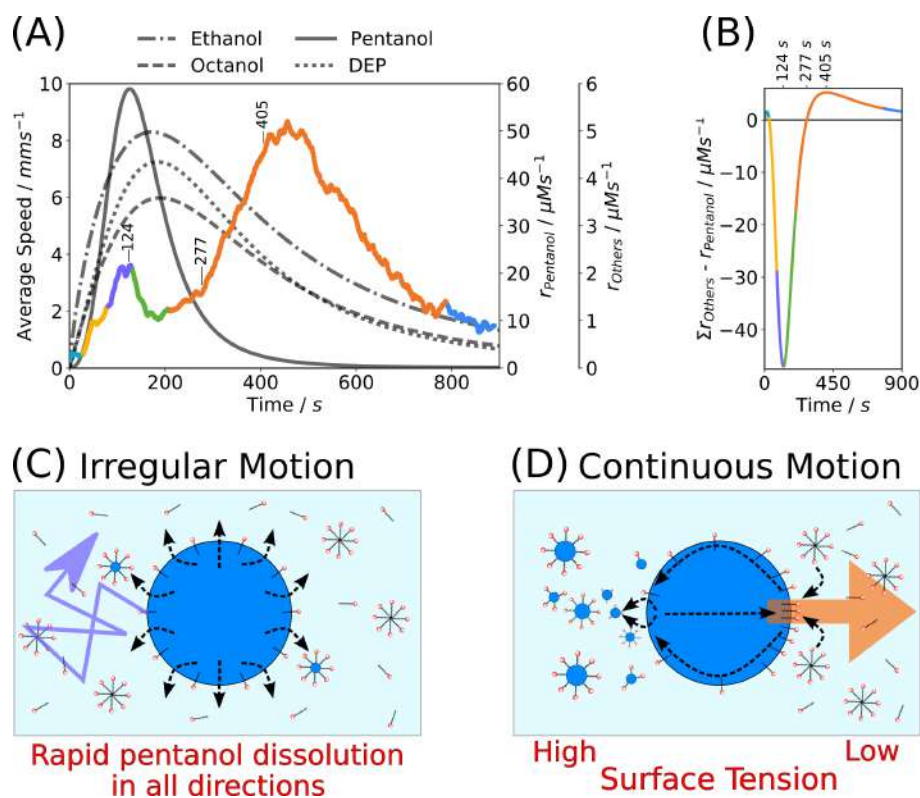 (A)
Ethanol
Pentanol
Octanol
DEP
Average Speed / mms⁻¹
10
8
6
4
2
0
124
277
405
0
200
400
600
800
Time / s
60
50
40
30
20
10
0
r_Pentanol / μMs⁻¹
6
5
4
3
2
1
0
r_Others / μMs⁻¹
(B)
124 s
277 s
405 s
Σr_Others - r_Pentanol / μMs⁻¹
0
−10
−20
−30
−40
0
450
900
Time / s
(C) Irregular Motion
Rapid pentanol dissolution
in all directions
(D) Continuous Motion
High
Low
Surface Tension